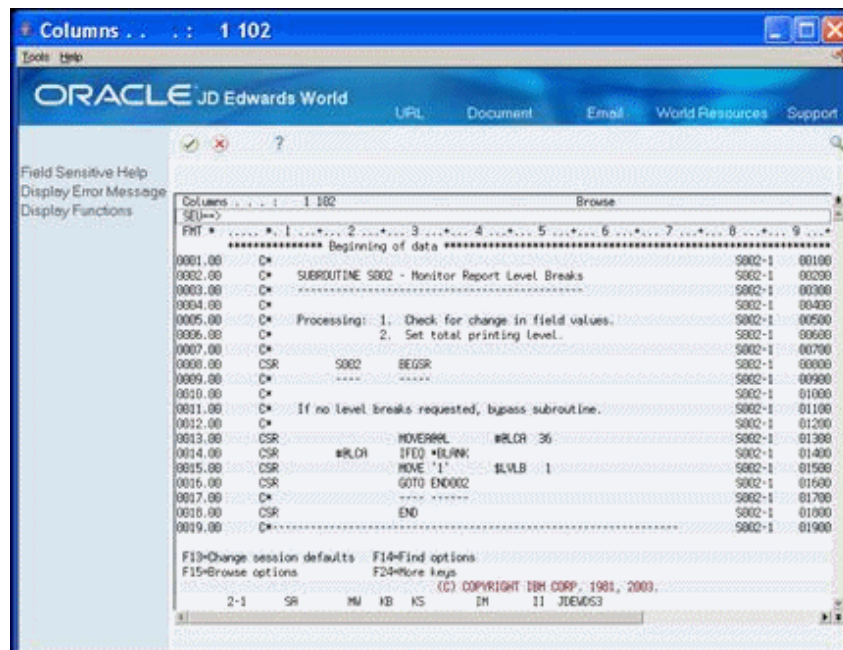 Columns . . . : 1 102
Tools Help
ORACLE JD Edwards World
URL Document Email World Resources Support
?
Field Sensitive Help
Display Error Message
Display Functions
Columns . . . . : 1 102 Browse
SEU==>
FMT * ..... *. 1 ...+... 2 ...+... 3 ...+... 4 ...+... 5 ...+... 6 ...+... 7 ...+... 8 ...+... 9 ...+
*************** Beginning of data ***************
0001.00 C* S002-1 00100
0002.00 C* SUBROUTINE S002 - Monitor Report Level Breaks S002-1 00200
0003.00 C* ------------------------------------------- S002-1 00300
0004.00 C* S002-1 00400
0005.00 C* Processing: 1. Check for change in field values. S002-1 00500
0006.00 C* 2. Set total printing level. S002-1 00600
0007.00 C* S002-1 00700
0008.00 CSR S002 BEGSR S002-1 00800
0009.00 C* ---- ----- S002-1 00900
0010.00 C* S002-1 01000
0011.00 C* If no level breaks requested, bypass subroutine. S002-1 01100
0012.00 C* S002-1 01200
0013.00 CSR 36 S002-1 01300
0014.00 CSR IFEQ *BLANK S002-1 01400
0015.00 CSR MOVE '1' $LVLB 1 S002-1 01500
0016.00 CSR GOTO END002 S002-1 01600
0017.00 C* ---- ------ S002-1 01700
0018.00 CSR END S002-1 01800
0019.00 C*---------------------------------------------------------------- S002-1 01900
F13=Change session defaults F14=Find options
F15=Browse options F24=More keys
(C) COPYRIGHT IBM CORP. 1981, 2003.
2-1 SA MW KB KS IM II JDEWDS3